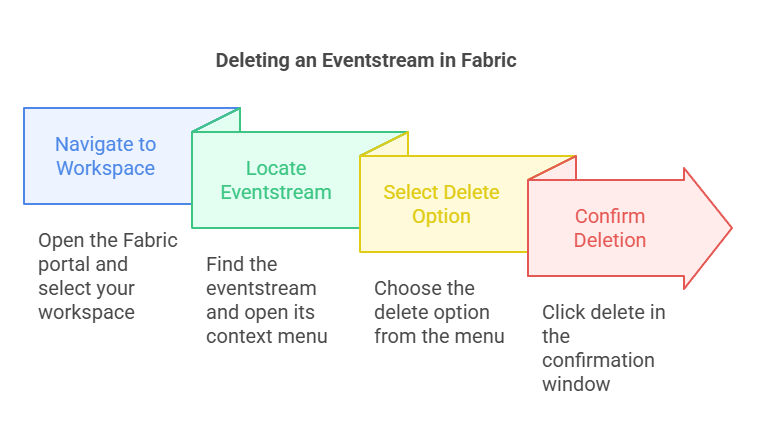 Deleting an Eventstream in Fabric
Navigate to
Workspace
Open the Fabric
portal and
select your
workspace
Locate
Eventstream
Find the
eventstream
and open its
context menu
Select Delete
Option
Choose the
delete option
from the menu
Confirm
Deletion
Click delete in
the
confirmation
window